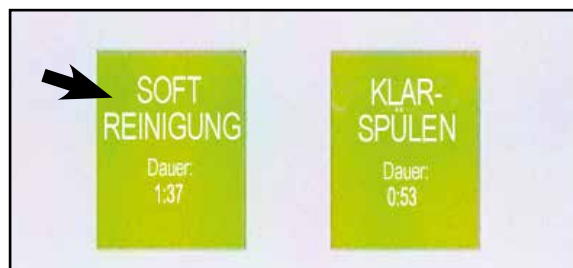 SOFT
REINIGUNG
Dauer:
1:37
KLAR-
SPÜLEN
Dauer:
0:53